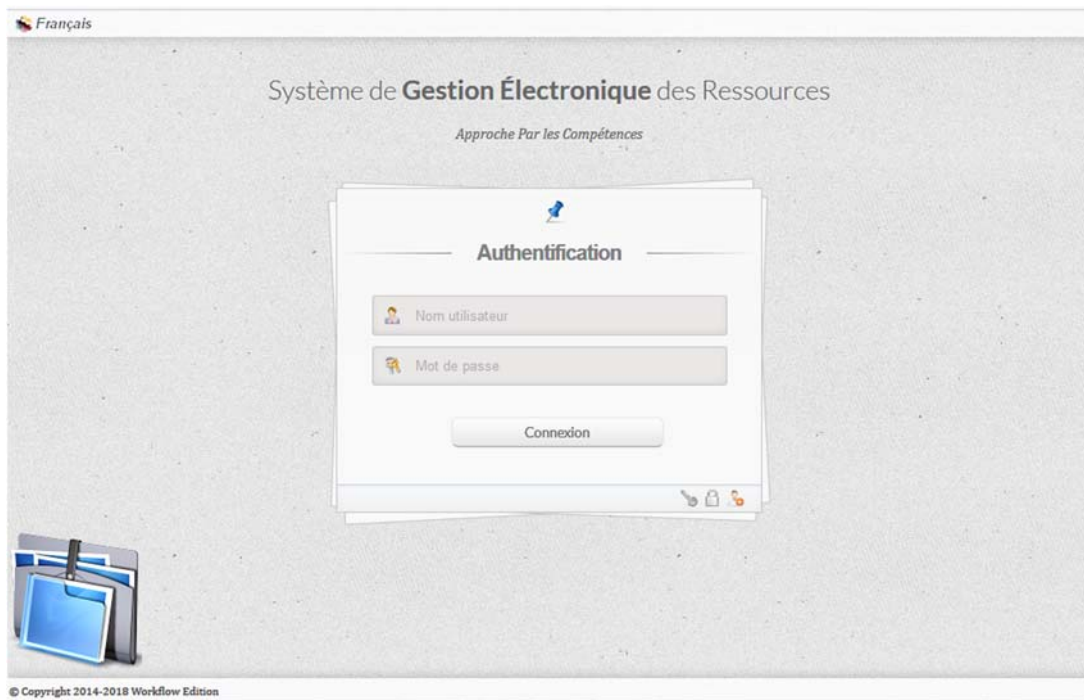 Français
Système de Gestion Électronique des Ressources
Approche Par les Compétences
Authentification
Nom utilisateur
Mot de passe
Connexion
© Copyright 2014-2018 Workflow Edition